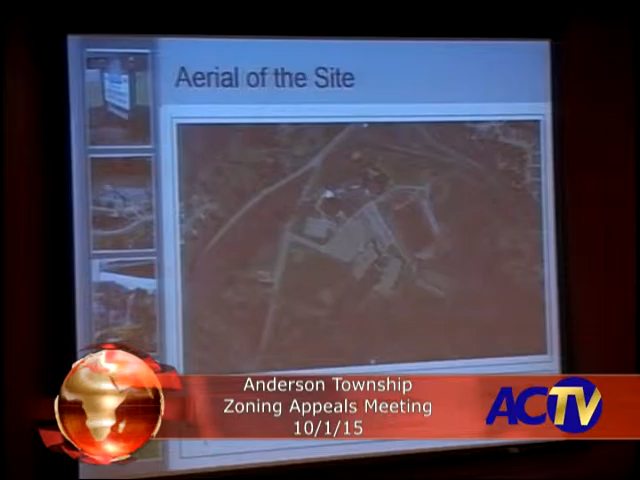 Aerial of the Site
Anderson Township
Zoning Appeals Meeting
10/1/15
ACTV